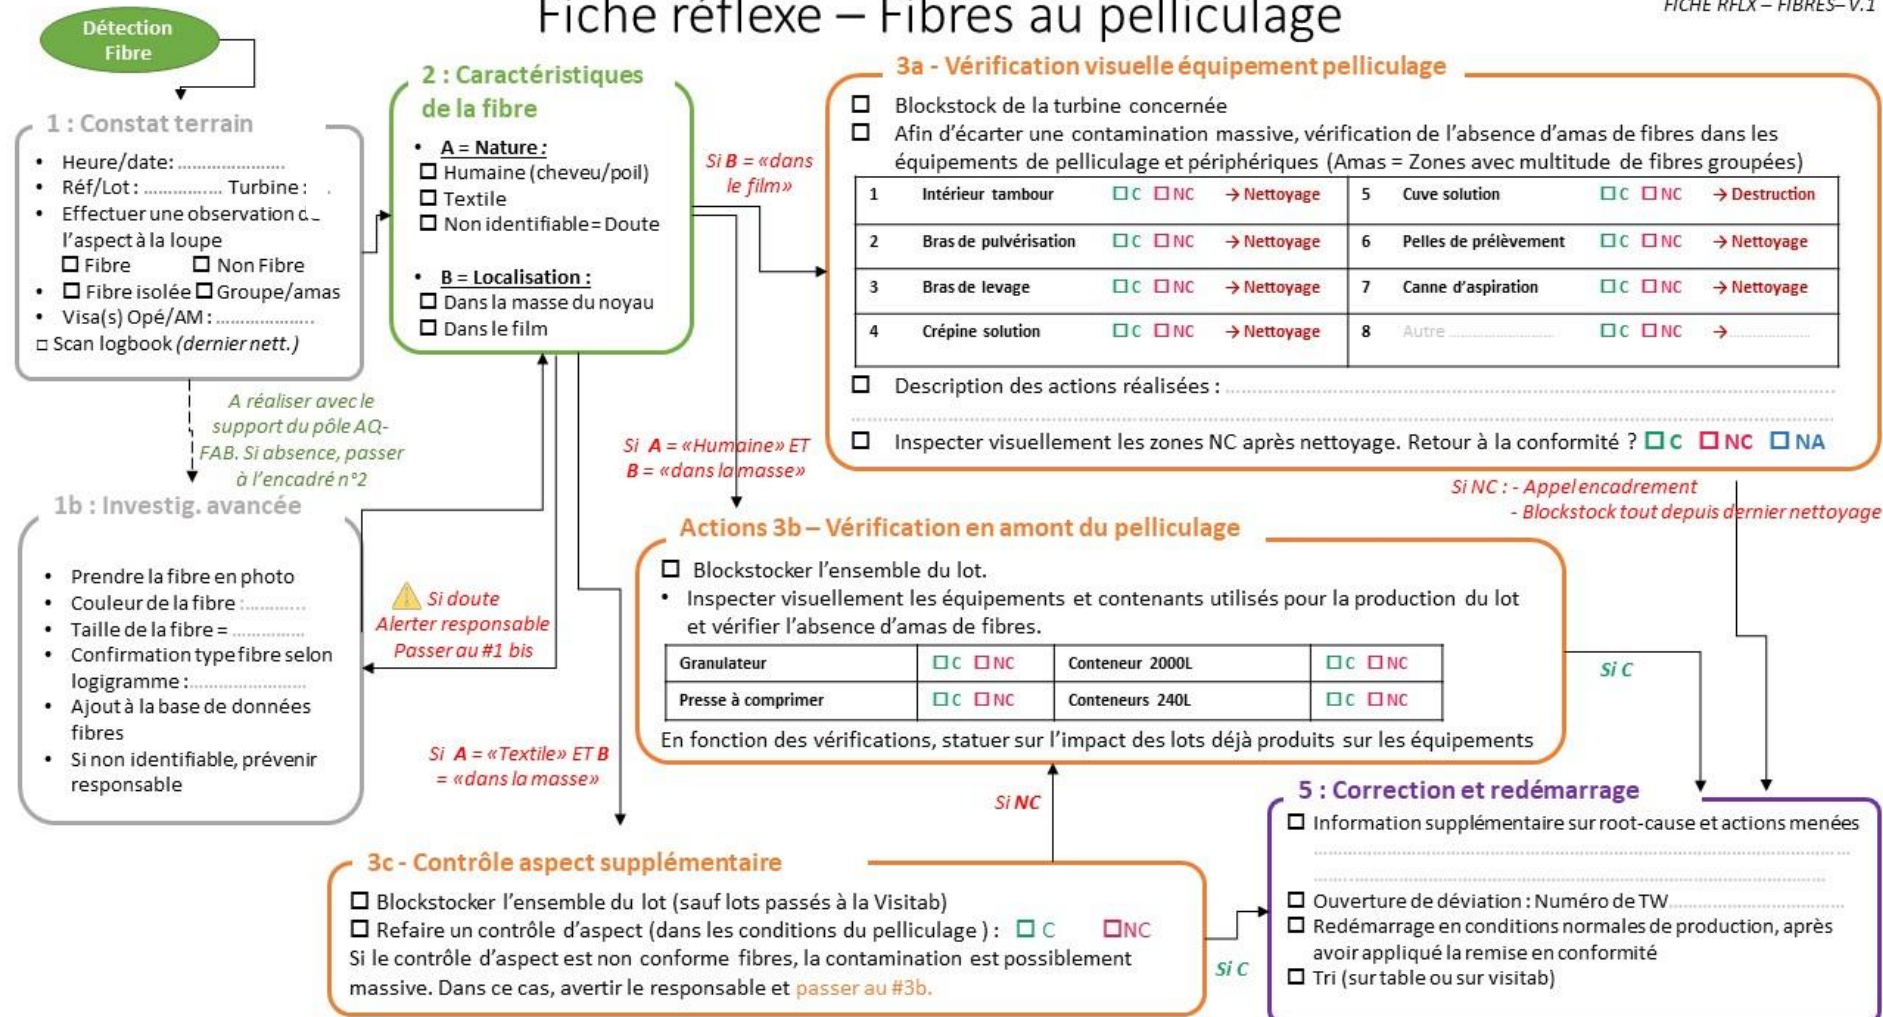 Fiche réflexe – Fibres au pelliculage
FICHE RFLX – FIBRES– V.1
Détection
Fibre
1 : Constat terrain
• Heure/date: ......................
• Réf/Lot : ................ Turbine :
• Effectuer une observation d
l’aspect à la loupe
☐ Fibre ☐ Non Fibre
• ☐ Fibre isolée ☐ Groupe/amas
• Visa(s) Opé/AM : ....................
□ Scan logbook (dernier nett.)
A réaliser avec le
support du pôle AQ-
FAB. Si absence, passer
à l’encadré n°2
1b : Investig. avancée
• Prendre la fibre en photo
• Couleur de la fibre :............
• Taille de la fibre = ..............
• Confirmation type fibre selon
logigramme :.......................
• Ajout à la base de données
fibres
• Si non identifiable, prévenir
responsable
2 : Caractéristiques
de la fibre
• A = Nature :
☐ Humaine (cheveu/poil)
☐ Textile
☐ Non identifiable = Doute
• B = Localisation :
☐ Dans la masse du noyau
☐ Dans le film
Si doute
Alerter responsable
Passer au #1 bis
Si B = «dans
le film»
Si A = «Humaine» ET
B = «dans la masse»
Si A = «Textile» ET B
= «dans la masse»
3a - Vérification visuelle équipement pelliculage
☐ Blockstock de la turbine concernée
☐ Afin d’écarter une contamination massive, vérification de l’absence d’amas de fibres dans les
équipements de pelliculage et périphériques (Amas = Zones avec multitude de fibres groupées)
1 Intérieur tambour ☐ C ☐ NC → Nettoyage 5 Cuve solution ☐ C ☐ NC → Destruction
2 Bras de pulvérisation ☐ C ☐ NC → Nettoyage 6 Pelles de prélèvement ☐ C ☐ NC → Nettoyage
3 Bras de levage ☐ C ☐ NC → Nettoyage 7 Canne d’aspiration ☐ C ☐ NC → Nettoyage
4 Crépine solution ☐ C ☐ NC → Nettoyage 8 Autre ...................... ☐ C ☐ NC →.................
☐ Description des actions réalisées : ......................................................
☐ Inspecter visuellement les zones NC après nettoyage. Retour à la conformité ? ☐ C ☐ NC ☐ NA
Si NC : - Appel encadrement
- Blockstock tout depuis dernier nettoyage
Actions 3b – Vérification en amont du pelliculage
☐ Blockstocker l’ensemble du lot.
• Inspecter visuellement les équipements et contenants utilisés pour la production du lot
et vérifier l’absence d’amas de fibres.
Granulateur ☐ C ☐ NC Conteneur 2000L ☐ C ☐ NC
Presse à comprimer ☐ C ☐ NC Conteneurs 240L ☐ C ☐ NC
En fonction des vérifications, statuer sur l’impact des lots déjà produits sur les équipements
Si C
Si NC
3c - Contrôle aspect supplémentaire
☐ Blockstocker l’ensemble du lot (sauf lots passés à la Visitab)
☐ Refaire un contrôle d’aspect (dans les conditions du pelliculage ) : ☐ C ☐ NC
Si le contrôle d’aspect est non conforme fibres, la contamination est possiblement
massive. Dans ce cas, avertir le responsable et passer au #3b.
Si C
5 : Correction et redémarrage
☐ Information supplémentaire sur root-cause et actions menées
......................................................
......................................................
☐ Ouverture de déviation : Numéro de TW..................................
☐ Redémarrage en conditions normales de production, après
avoir appliqué la remise en conformité
☐ Tri (sur table ou sur visitab)